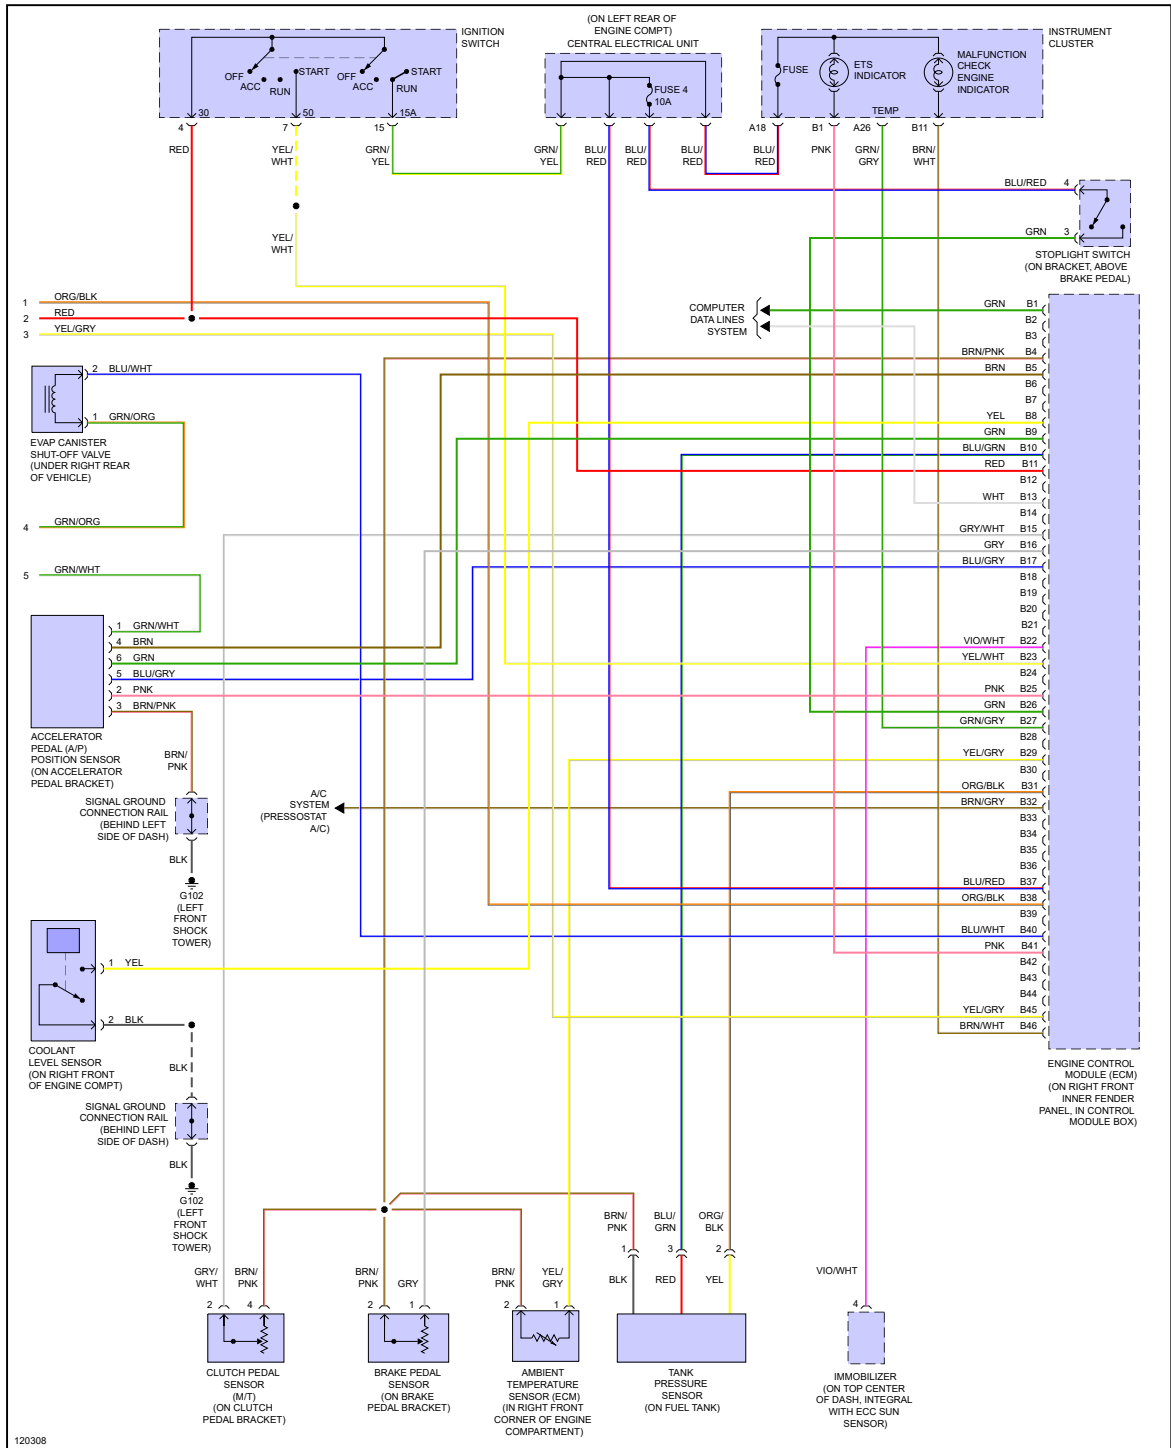 (ON LEFT REAR OF
ENGINE COMPT)
CENTRAL ELECTRICAL UNIT
IGNITION
SWITCH
INSTRUMENT
CLUSTER
OFF
ACC
RUN
START
OFF
ACC
RUN
START
FUSE 4
10A
FUSE
ETS
INDICATOR
MALFUNCTION
CHECK
ENGINE
INDICATOR
TEMP
30
50
15A
4
7
15
A18
B1
A26
B11
RED
YEL/
WHT
GRN/
YEL
GRN/
YEL
BLU/
RED
BLU/
RED
BLU/
RED
BLU/
RED
PNK
GRN/
GRY
BRN/
WHT
BLU/RED 4
GRN 3
STOPLIGHT SWITCH
(ON BRACKET, ABOVE
BRAKE PEDAL)
YEL/
WHT
1 ORG/BLK
2 RED
3 YEL/GRY
COMPUTER
DATA LINES
SYSTEM
2 BLU/WHT
1 GRN/ORG
EVAP CANISTER
SHUT-OFF VALVE
(UNDER RIGHT REAR
OF VEHICLE)
4 GRN/ORG
5 GRN/WHT
1 GRN/WHT
4 BRN
6 GRN
5 BLU/GRY
2 PNK
3 BRN/PNK
ACCELERATOR
PEDAL (A/P)
POSITION SENSOR
(ON ACCELERATOR
PEDAL BRACKET)
BRN/
PNK
SIGNAL GROUND
CONNECTION RAIL
(BEHIND LEFT
SIDE OF DASH)
BLK
G102
(LEFT
FRONT
SHOCK
TOWER)
A/C
SYSTEM
(PRESSOSTAT
A/C)
1 YEL
2 BLK
COOLANT
LEVEL SENSOR
(ON RIGHT FRONT
OF ENGINE COMPT)
BLK
SIGNAL GROUND
CONNECTION RAIL
(BEHIND LEFT
SIDE OF DASH)
BLK
G102
(LEFT
FRONT
SHOCK
TOWER)
GRN B1
B2
B3
BRN/PNK B4
BRN B5
B6
B7
YEL B8
GRN B9
BLU/GRN B10
RED B11
B12
WHT B13
B14
GRY/WHT B15
GRY B16
BLU/GRY B17
B18
B19
B20
B21
VIO/WHT B22
YEL/WHT B23
B24
PNK B25
GRN B26
GRN/GRY B27
B28
YEL/GRY B29
B30
ORG/BLK B31
BRN/GRY B32
B33
B34
B35
B36
BLU/RED B37
ORG/BLK B38
B39
BLU/WHT B40
PNK B41
B42
B43
B44
YEL/GRY B45
BRN/WHT B46
ENGINE CONTROL
MODULE (ECM)
(ON RIGHT FRONT
INNER FENDER
PANEL, IN CONTROL
MODULE BOX)
GRY/
WHT
BRN/
PNK
BRN/
PNK
GRY
BRN/
PNK
YEL/
GRY
BRN/
PNK
BLU/
GRN
ORG/
BLK
1
3
2
BLK
RED
YEL
VIO/WHT
2
4
2
1
2
1
4
CLUTCH PEDAL
SENSOR
(M/T)
(ON CLUTCH
PEDAL BRACKET)
BRAKE PEDAL
SENSOR
(ON BRAKE
PEDAL BRACKET)
AMBIENT
TEMPERATURE
SENSOR (ECM)
(IN RIGHT FRONT
CORNER OF ENGINE
COMPARTMENT)
TANK
PRESSURE
SENSOR
(ON FUEL TANK)
IMMOBILIZER
(ON TOP CENTER
OF DASH, INTEGRAL
WITH ECC SUN
SENSOR)
120308